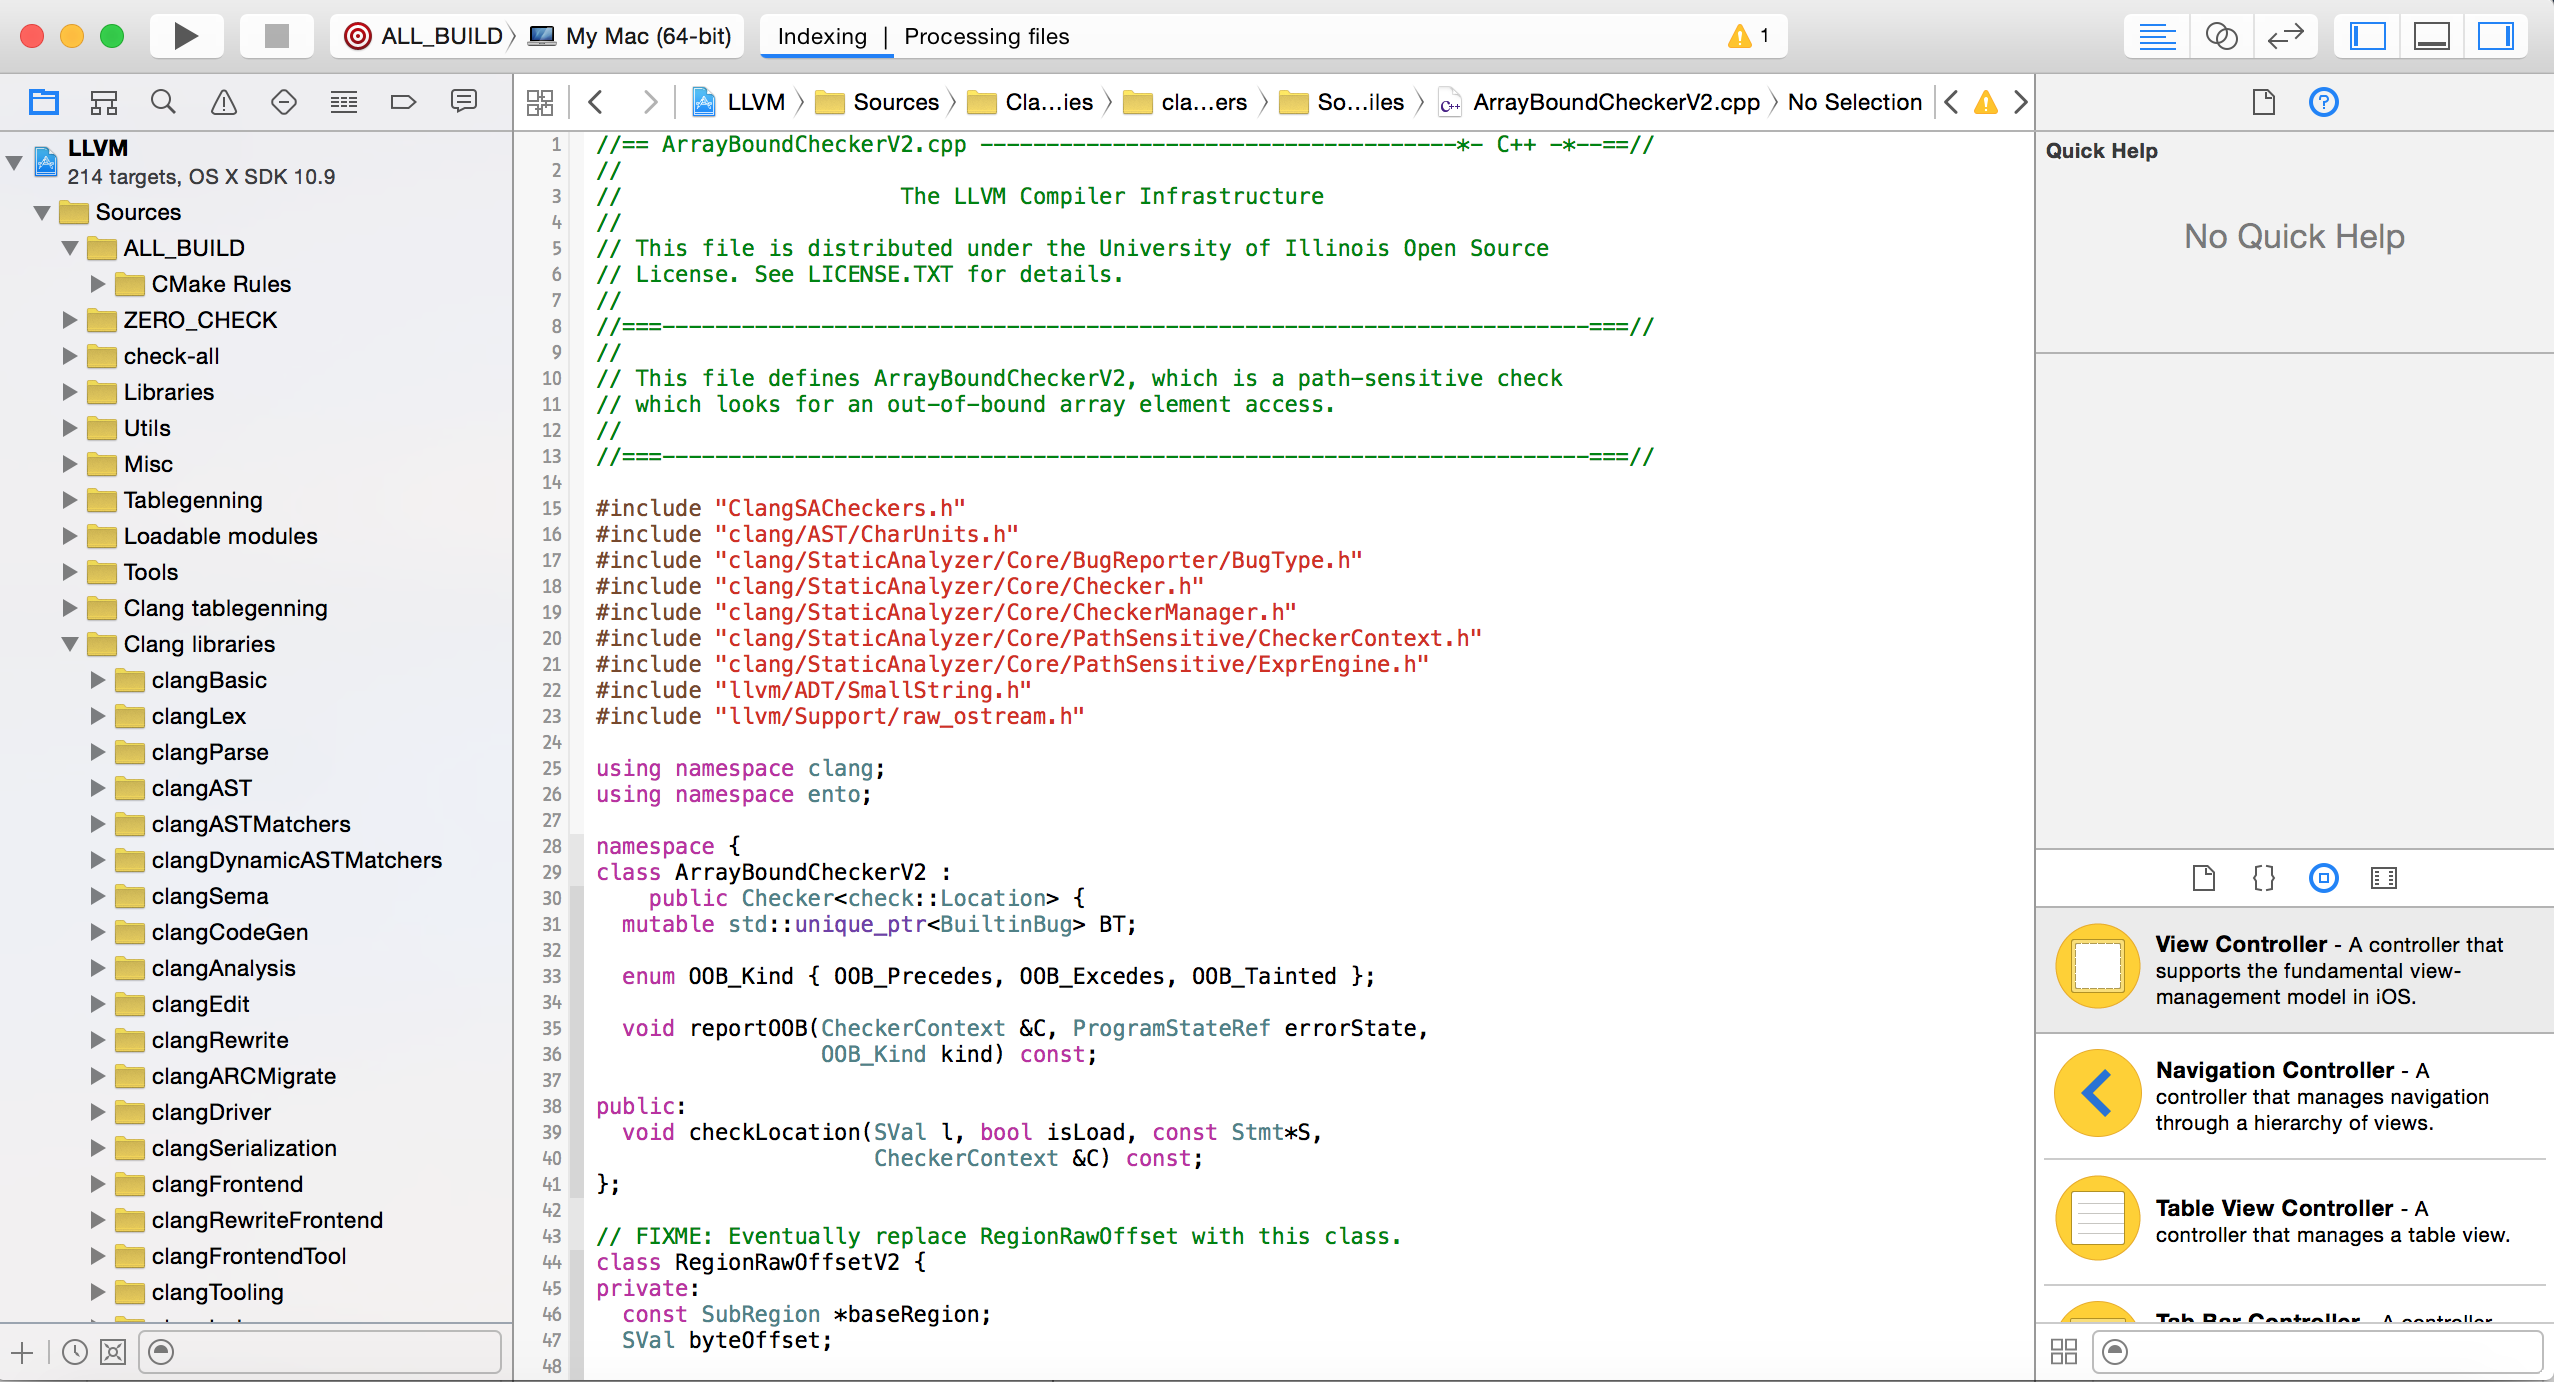 ALL_BUILD My Mac (64-bit)
Indexing | Processing files
1
LLVM Sources Cla...ies cla...ers So...iles ArrayBoundCheckerV2.cpp No Selection
LLVM
214 targets, OS X SDK 10.9
Sources
ALL_BUILD
CMake Rules
ZERO_CHECK
check-all
Libraries
Utils
Misc
Tablegenning
Loadable modules
Tools
Clang tablegenning
Clang libraries
clangBasic
clangLex
clangParse
clangAST
clangASTMatchers
clangDynamicASTMatchers
clangSema
clangCodeGen
clangAnalysis
clangEdit
clangRewrite
clangARCMigrate
clangDriver
clangSerialization
clangFrontend
clangRewriteFrontend
clangFrontendTool
clangTooling
1 //== ArrayBoundCheckerV2.cpp ------------------------------------*- C++ -*--==//
2 //
3 //                     The LLVM Compiler Infrastructure
4 //
5 // This file is distributed under the University of Illinois Open Source
6 // License. See LICENSE.TXT for details.
7 //
8 //===----------------------------------------------------------------------===//
9 //
10 // This file defines ArrayBoundCheckerV2, which is a path-sensitive check
11 // which looks for an out-of-bound array element access.
12 //
13 //===----------------------------------------------------------------------===//
14
15 #include "ClangSACheckers.h"
16 #include "clang/AST/CharUnits.h"
17 #include "clang/StaticAnalyzer/Core/BugReporter/BugType.h"
18 #include "clang/StaticAnalyzer/Core/Checker.h"
19 #include "clang/StaticAnalyzer/Core/CheckerManager.h"
20 #include "clang/StaticAnalyzer/Core/PathSensitive/CheckerContext.h"
21 #include "clang/StaticAnalyzer/Core/PathSensitive/ExprEngine.h"
22 #include "llvm/ADT/SmallString.h"
23 #include "llvm/Support/raw_ostream.h"
24
25 using namespace clang;
26 using namespace ento;
27
28 namespace {
29 class ArrayBoundCheckerV2 :
30     public Checker<check::Location> {
31   mutable std::unique_ptr<BuiltinBug> BT;
32
33   enum OOB_Kind { OOB_Precedes, OOB_Excedes, OOB_Tainted };
34
35   void reportOOB(CheckerContext &C, ProgramStateRef errorState,
36                  OOB_Kind kind) const;
37
38 public:
39   void checkLocation(SVal l, bool isLoad, const Stmt*S,
40                      CheckerContext &C) const;
41 };
42
43 // FIXME: Eventually replace RegionRawOffset with this class.
44 class RegionRawOffsetV2 {
45 private:
46   const SubRegion *baseRegion;
47   SVal byteOffset;
48
Quick Help
No Quick Help
View Controller - A controller that
supports the fundamental view-
management model in iOS.
Navigation Controller - A
controller that manages navigation
through a hierarchy of views.
Table View Controller - A
controller that manages a table view.
Tab Bar Controller - A controller